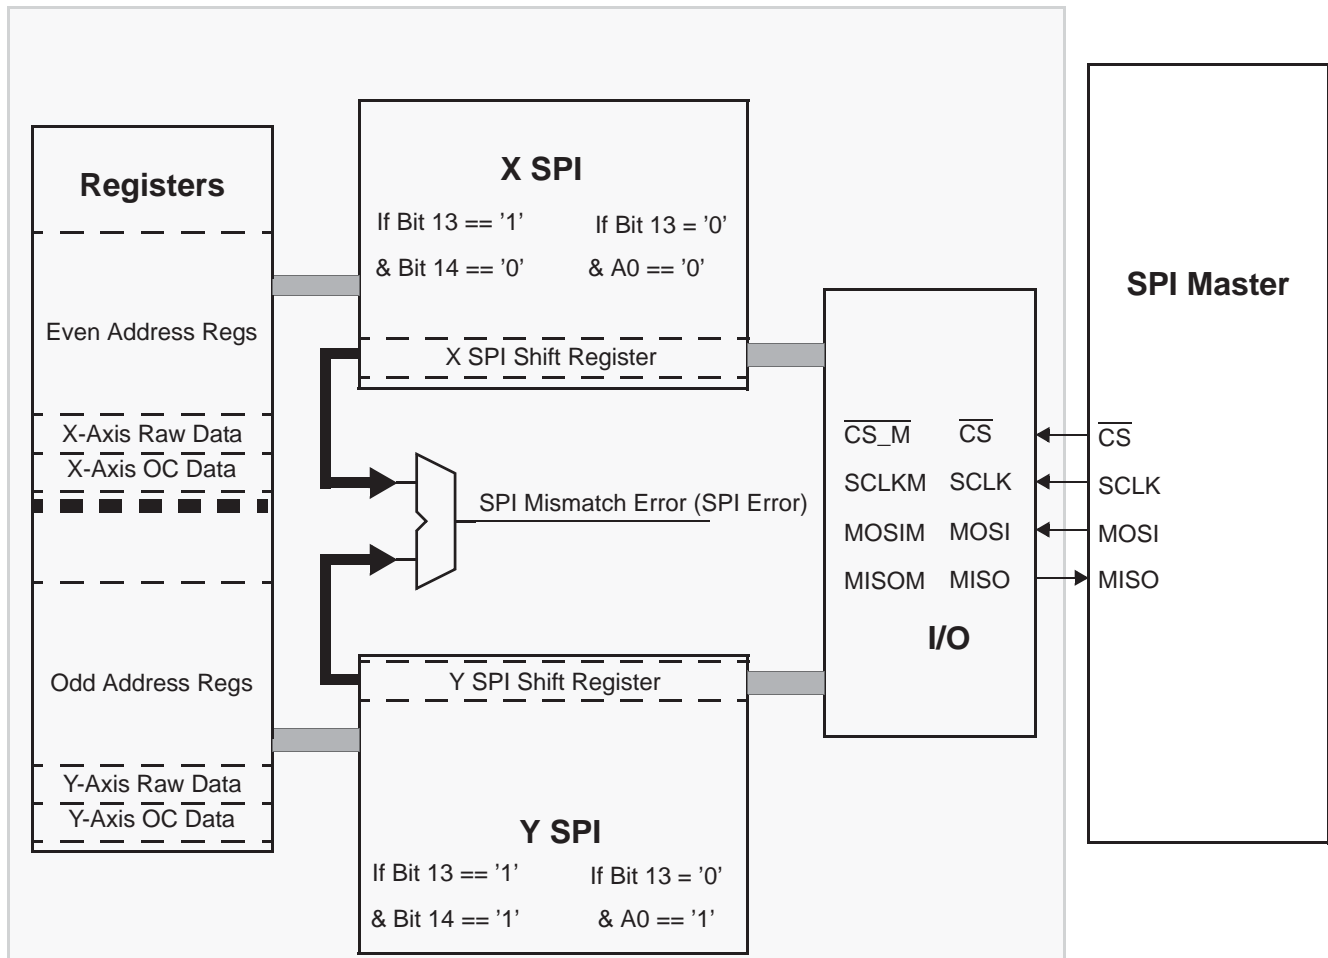 Registers
Even Address Regs
X-Axis Raw Data
X-Axis OC Data
Odd Address Regs
Y-Axis Raw Data
Y-Axis OC Data
X SPI
If Bit 13 == ’1’
& Bit 14 == ’0’
If Bit 13 = ’0’
& A0 == ’0’
X SPI Shift Register
SPI Mismatch Error (SPI Error)
Y SPI Shift Register
Y SPI
If Bit 13 == ’1’
& Bit 14 == ’1’
If Bit 13 = ’0’
& A0 == ’1’
CS_M CS
SCLKM SCLK
MOSIM MOSI
MISOM MISO
I/O
SPI Master
CS
SCLK
MOSI
MISO